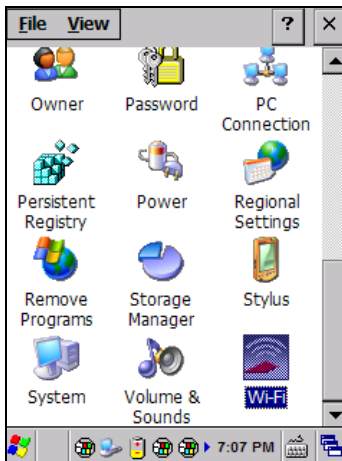 File View ? ×
Owner Password PC
Connection
Persistent Power Regional
Registry Settings
Remove Storage Stylus
Programs Manager
System Volume & Wi-Fi
Sounds
7:07 PM